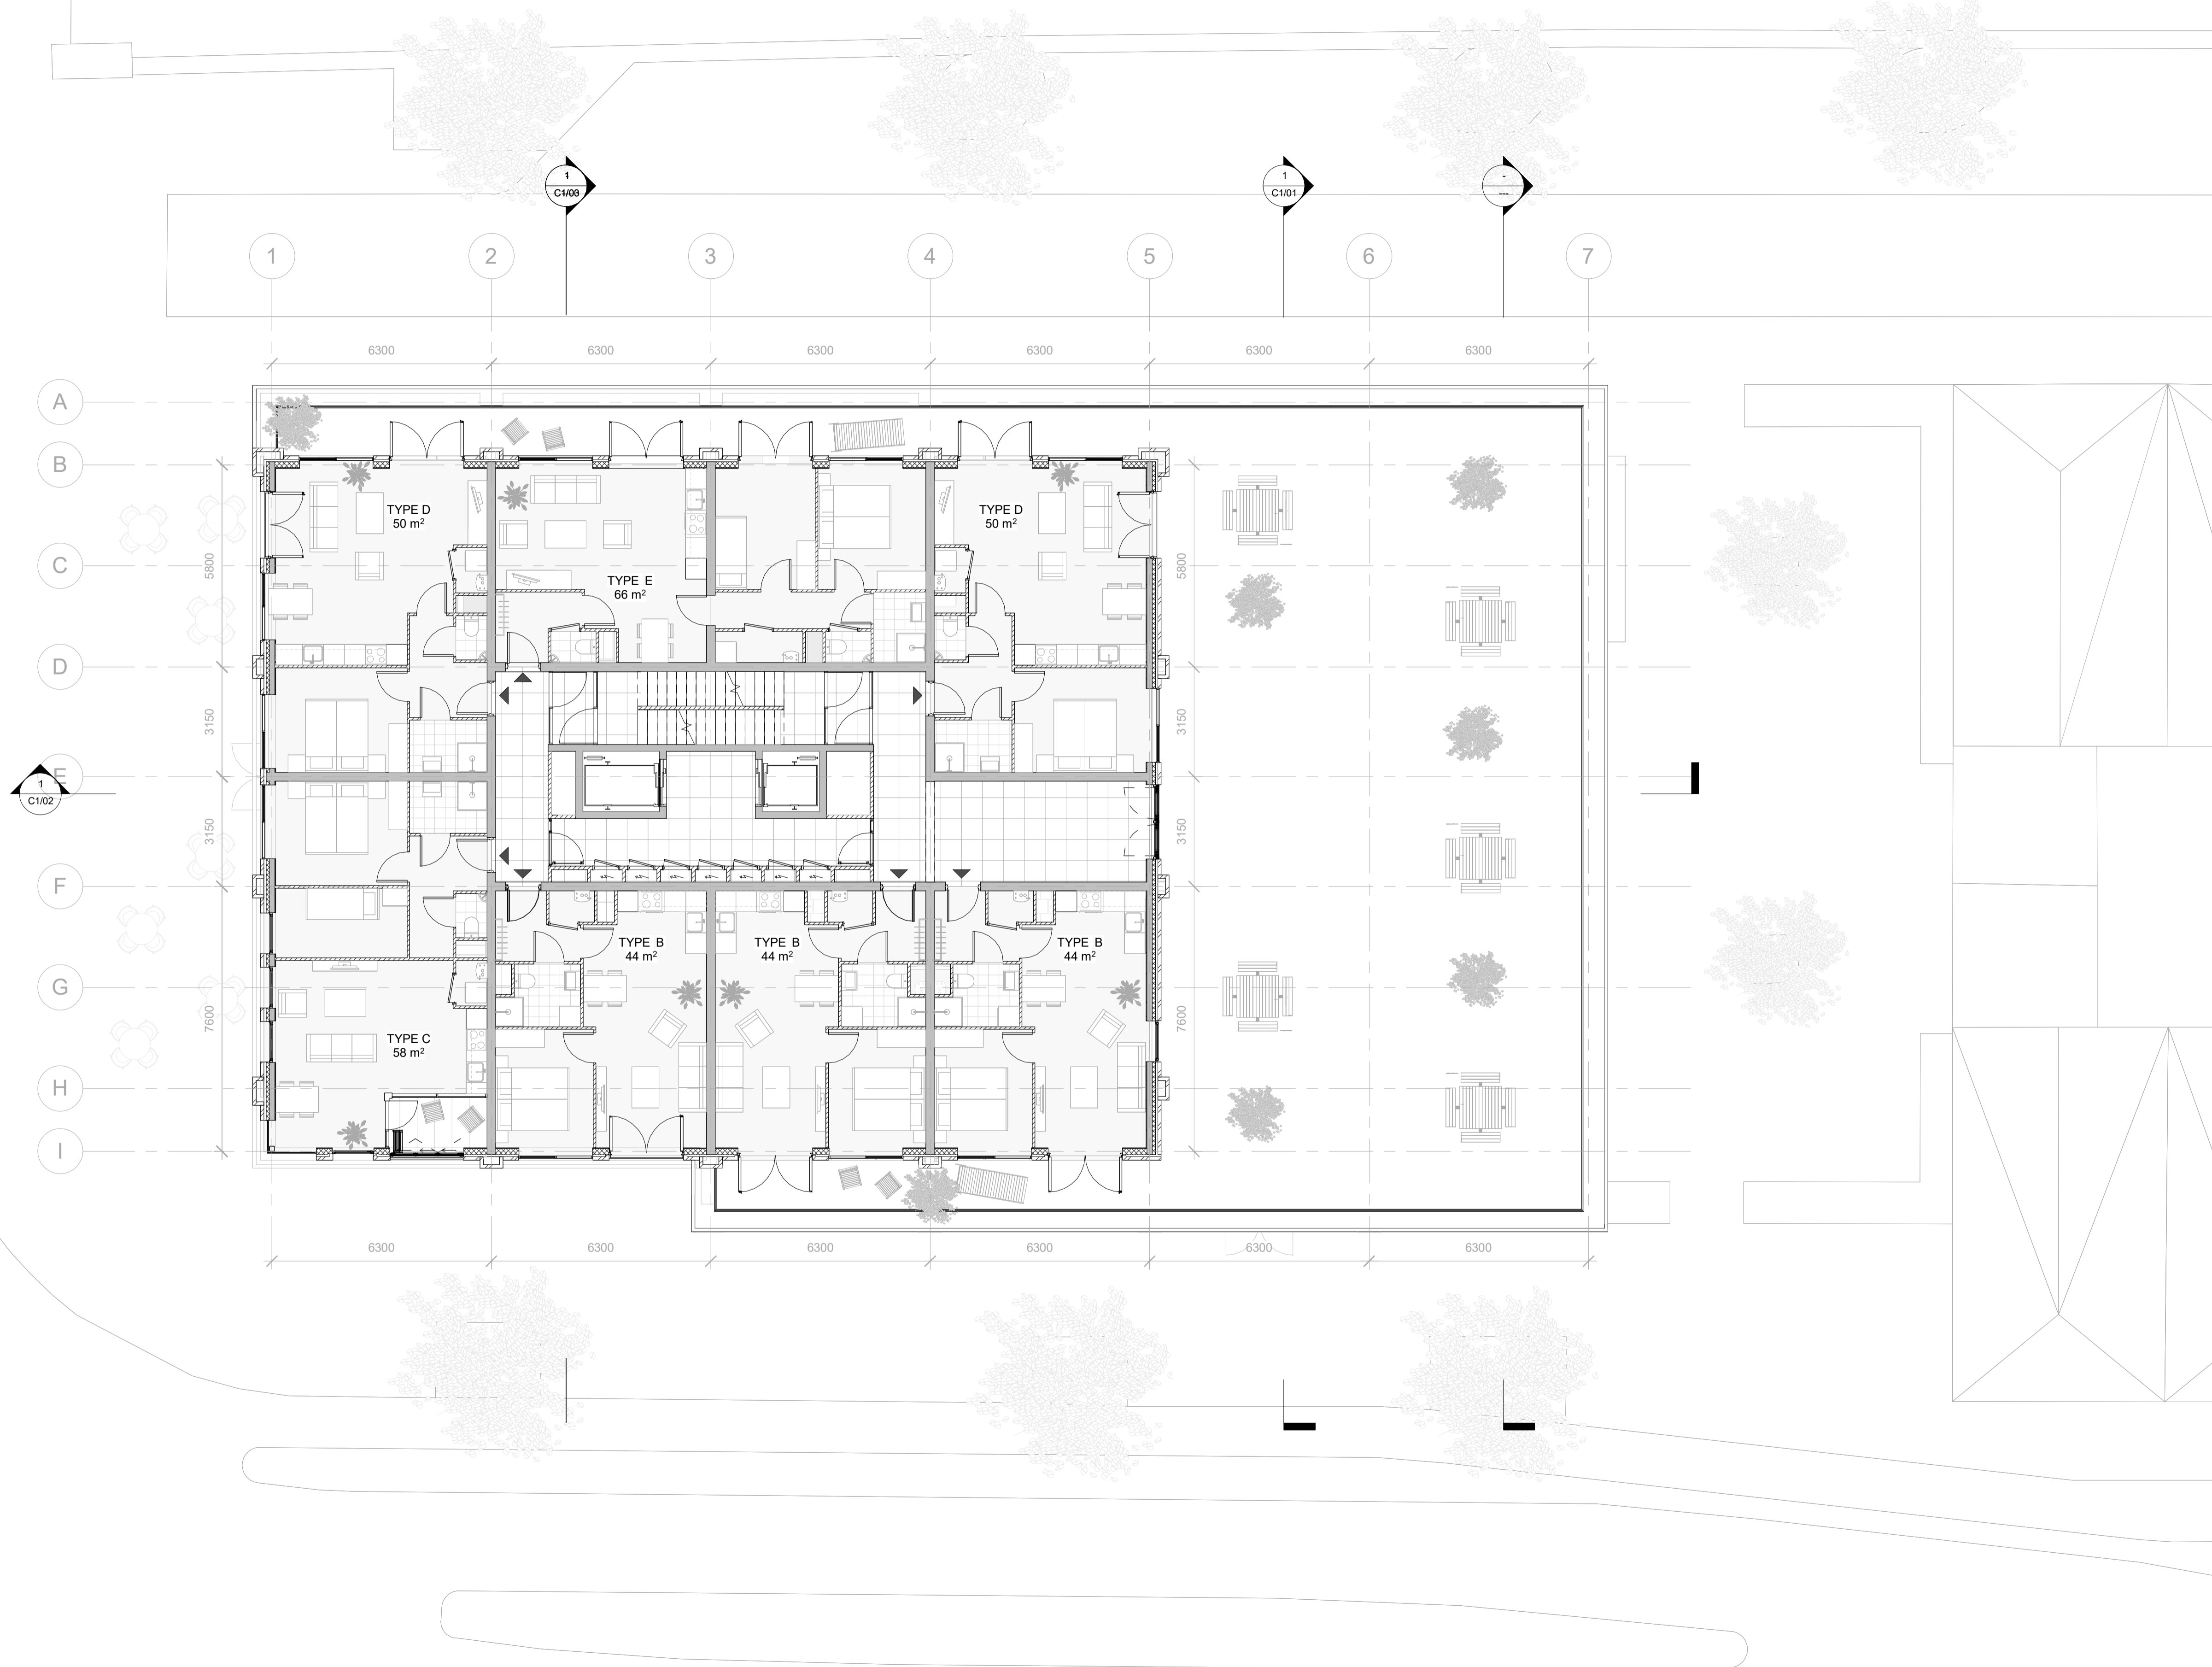 1
C1/00
1
C1/01
-
---
1
2
3
4
5
6
7
6300
6300
6300
6300
6300
6300
A
B
C
D
E
F
G
H
I
5800
3150
3150
7600
5800
3150
3150
7600
TYPE D
50 m²
TYPE E
66 m²
TYPE D
50 m²
1
C1/02
TYPE B
44 m²
TYPE B
44 m²
TYPE B
44 m²
TYPE C
58 m²
6300
6300
6300
6300
6300
6300